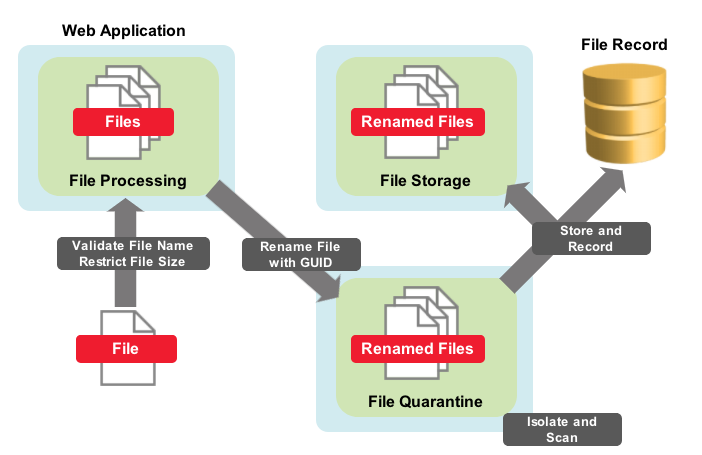 Web Application
Files
File Processing
Validate File Name
Restrict File Size
File
Rename File
with GUID
Renamed Files
File Storage
File Record
Store and
Record
Renamed Files
File Quarantine
Isolate and
Scan